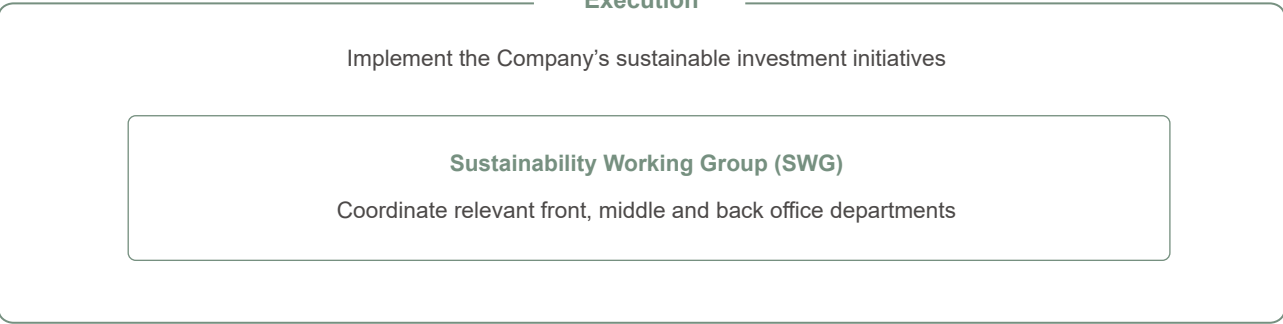 Execution
Implement the Company’s sustainable investment initiatives
Sustainability Working Group (SWG)
Coordinate relevant front, middle and back office departments